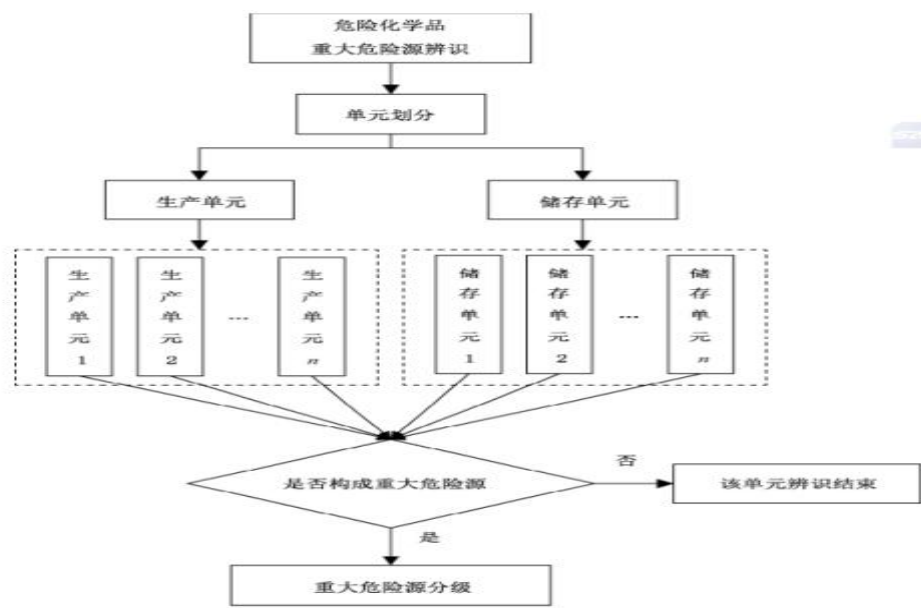 危险化学品
重大危险源辨识
单元划分
生产单元
储存单元
生产单元1
生产单元2
...
生产单元n
储存单元1
储存单元2
...
储存单元n
是否构成重大危险源
否
该单元辨识结束
是
重大危险源分级